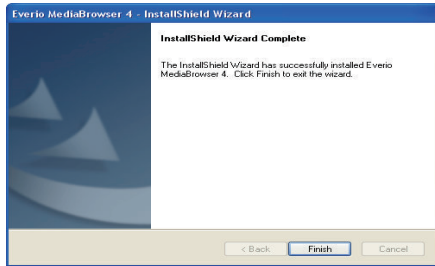 Everio MediaBrowser 4 - InstallShield Wizard
InstallShield Wizard Complete
The InstallShield Wizard has successfully installed Everio
MediaBrowser 4. Click Finish to exit the wizard.
< Back Finish Cancel